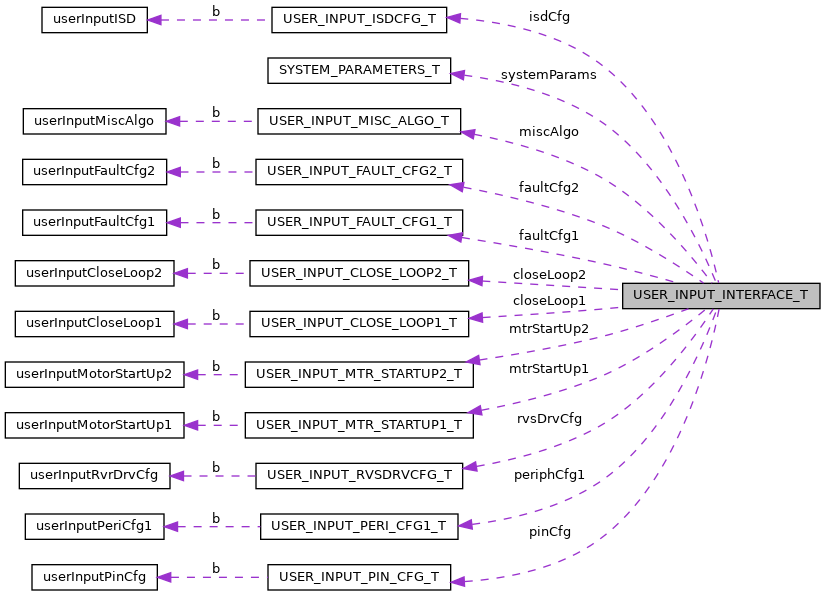 userInputISD b USER_INPUT_ISDCFG_T isdCfg
SYSTEM_PARAMETERS_T systemParams
userInputMiscAlgo b USER_INPUT_MISC_ALGO_T miscAlgo
userInputFaultCfg2 b USER_INPUT_FAULT_CFG2_T faultCfg2
userInputFaultCfg1 b USER_INPUT_FAULT_CFG1_T faultCfg1
userInputCloseLoop2 b USER_INPUT_CLOSE_LOOP2_T closeLoop2
USER_INPUT_INTERFACE_T
userInputCloseLoop1 b USER_INPUT_CLOSE_LOOP1_T closeLoop1
userInputMotorStartUp2 b USER_INPUT_MTR_STARTUP2_T mtrStartUp2
userInputMotorStartUp1 b USER_INPUT_MTR_STARTUP1_T mtrStartUp1
userInputRvrDrvCfg b USER_INPUT_RVSDRVCFG_T rvsDrvCfg
userInputPeriCfg1 b USER_INPUT_PERI_CFG1_T periphCfg1
userInputPinCfg b USER_INPUT_PIN_CFG_T pinCfg